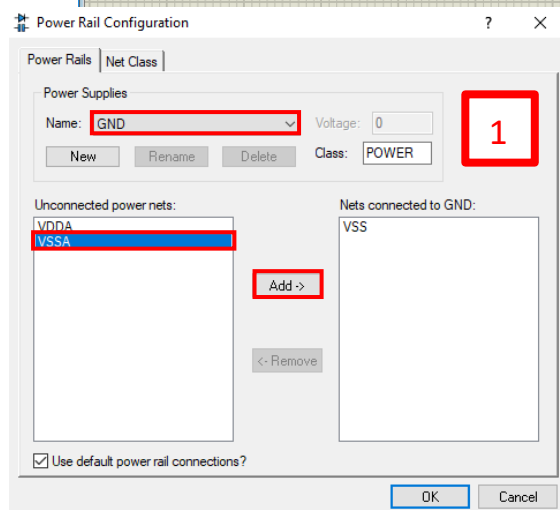 Power Rail Configuration ? ×
Power Rails Net Class
Power Supplies
Name: GND Voltage: 0
New Rename Delete Class: POWER
1
Unconnected power nets: Nets connected to GND:
VDDA VSS
VSSA
Add ->
<- Remove
Use default power rail connections?
OK Cancel